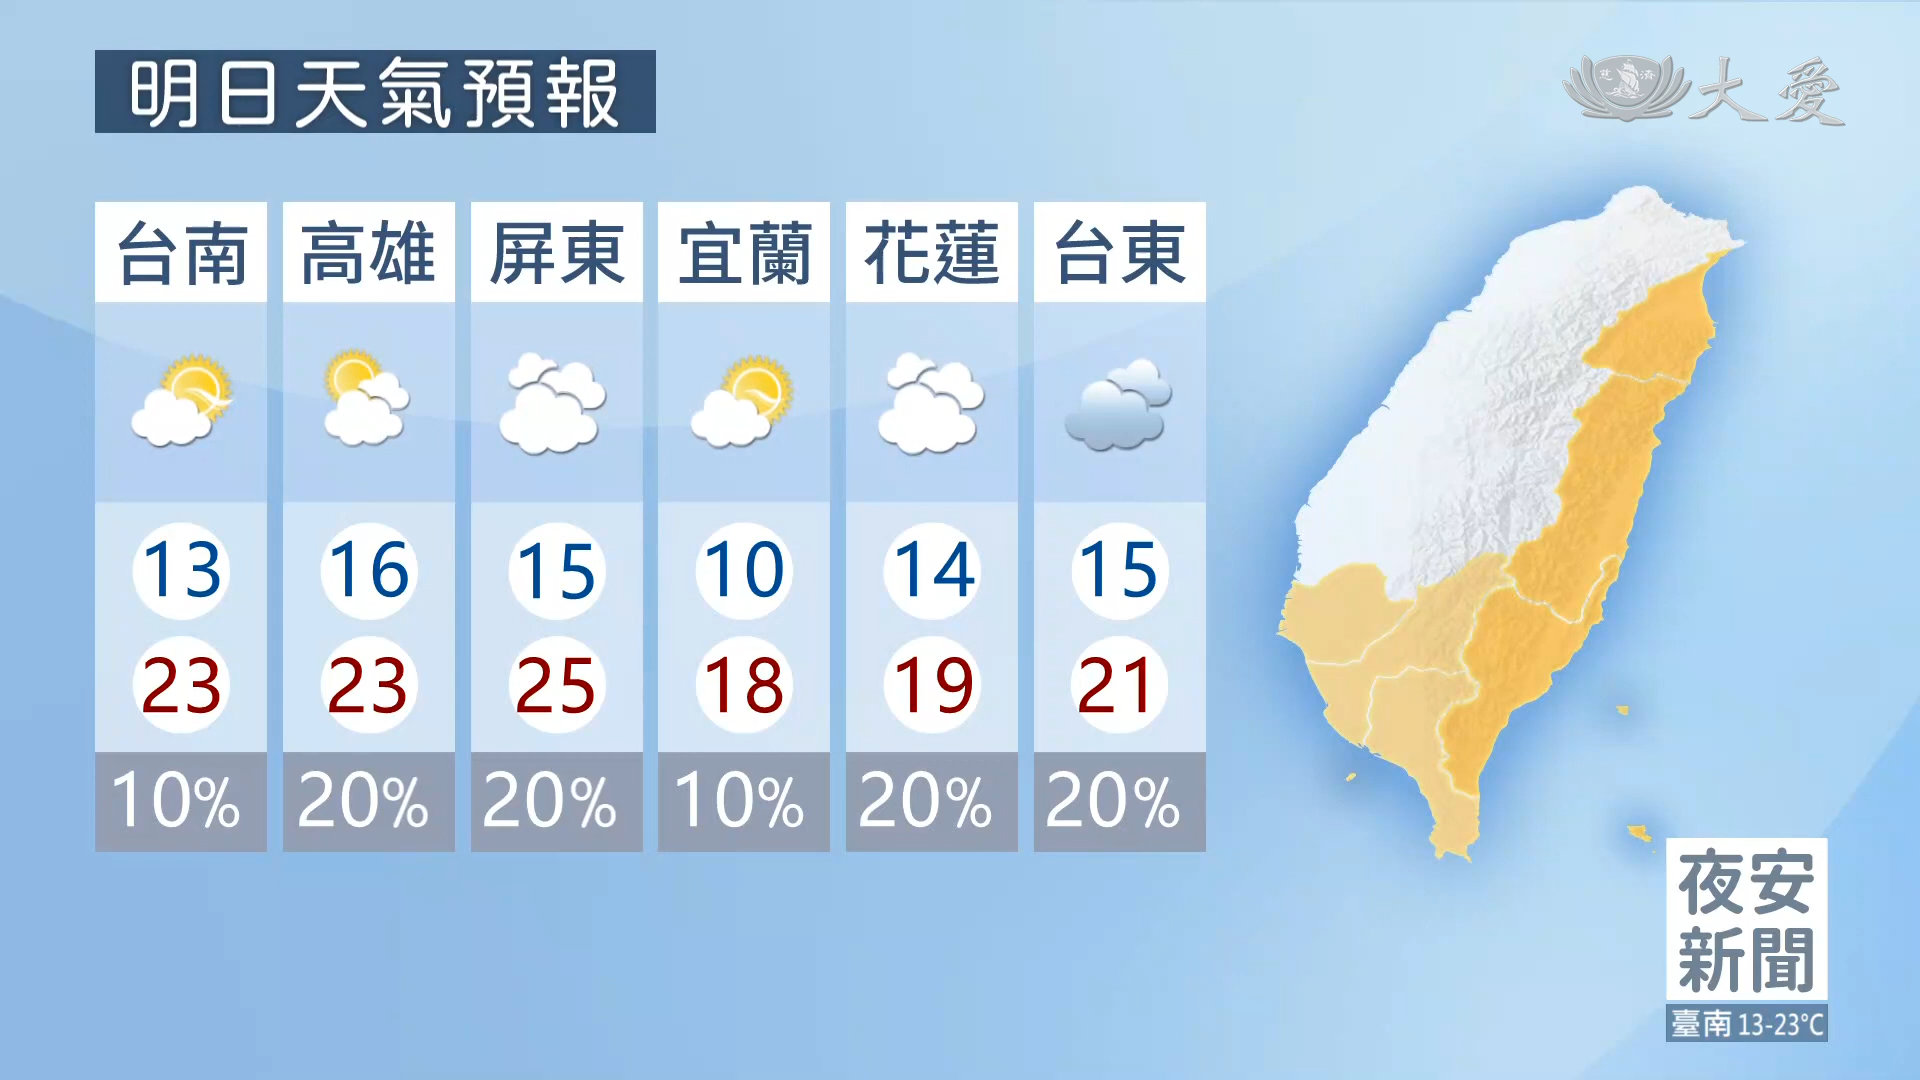 明日天氣預報
慈濟
大愛
台南 高雄 屏東 宜蘭 花蓮 台東
13 16 15 10 14 15
23 23 25 18 19 21
10% 20% 20% 10% 20% 20%
夜安
新聞
臺南 13-23°C